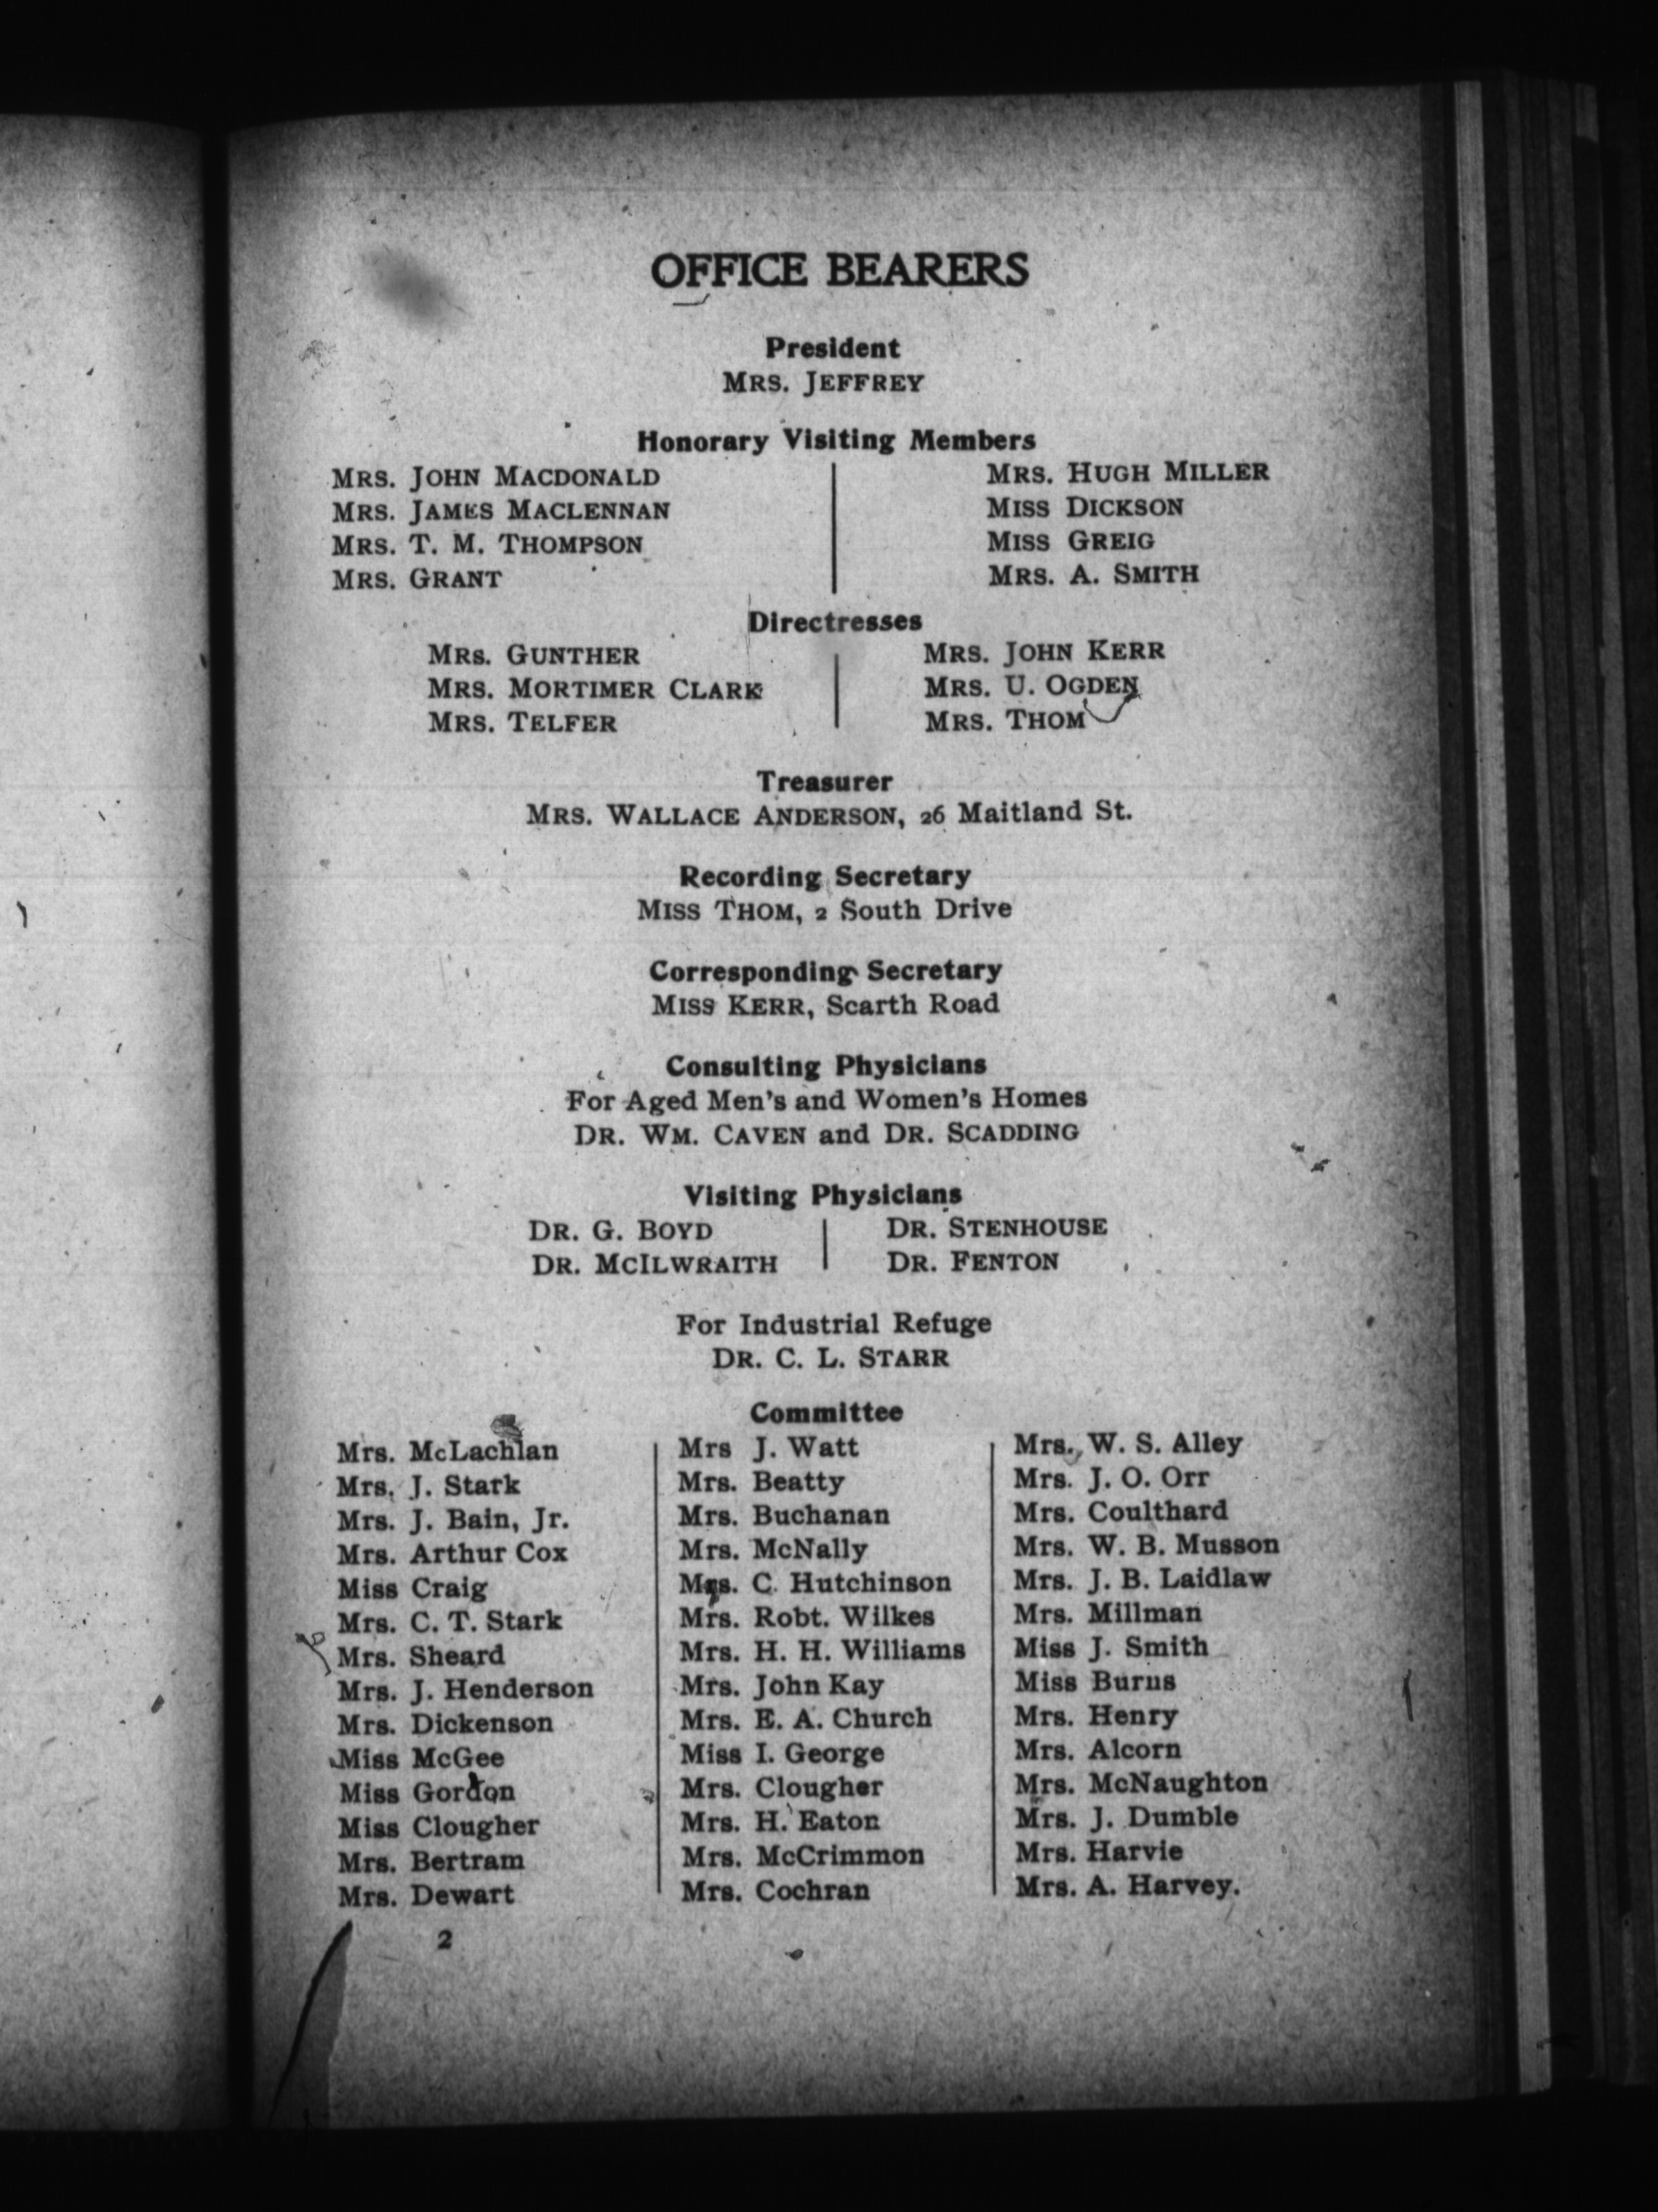 OFFICE BEARERS
President
MRS. JEFFREY
Honorary Visiting Members
MRS. JOHN MACDONALD
MRS. JAMES MACLENNAN
MRS. T. M. THOMPSON
MRS. GRANT
MRS. HUGH MILLER
MISS DICKSON
MISS GREIG
MRS. A. SMITH
Directresses
MRS. GUNTHER
MRS. MORTIMER CLARK
MRS. TELFER
MRS. JOHN KERR
MRS. U. OGDEN
MRS. THOM
Treasurer
MRS. WALLACE ANDERSON, 26 Maitland St.
Recording Secretary
MISS THOM, 2 South Drive
Corresponding Secretary
MISS KERR, Scarth Road
Consulting Physicians
For Aged Men's and Women's Homes
DR. WM. CAVEN and DR. SCADDING
Visiting Physicians
DR. G. BOYD
DR. MCILWRAITH
DR. STENHOUSE
DR. FENTON
For Industrial Refuge
DR. C. L. STARR
Committee
Mrs. McLachlan
Mrs. J. Stark
Mrs. J. Bain, Jr.
Mrs. Arthur Cox
Miss Craig
Mrs. C. T. Stark
Mrs. Sheard
Mrs. J. Henderson
Mrs. Dickenson
Miss McGee
Miss Gordon
Miss Clougher
Mrs. Bertram
Mrs. Dewart
Mrs J. Watt
Mrs. Beatty
Mrs. Buchanan
Mrs. McNally
Mrs. C. Hutchinson
Mrs. Robt. Wilkes
Mrs. H. H. Williams
Mrs. John Kay
Mrs. E. A. Church
Miss I. George
Mrs. Clougher
Mrs. H. Eaton
Mrs. McCrimmon
Mrs. Cochran
Mrs. W. S. Alley
Mrs. J. O. Orr
Mrs. Coulthard
Mrs. W. B. Musson
Mrs. J. B. Laidlaw
Mrs. Millman
Miss J. Smith
Miss Burns
Mrs. Henry
Mrs. Alcorn
Mrs. McNaughton
Mrs. J. Dumble
Mrs. Harvie
Mrs. A. Harvey.
2